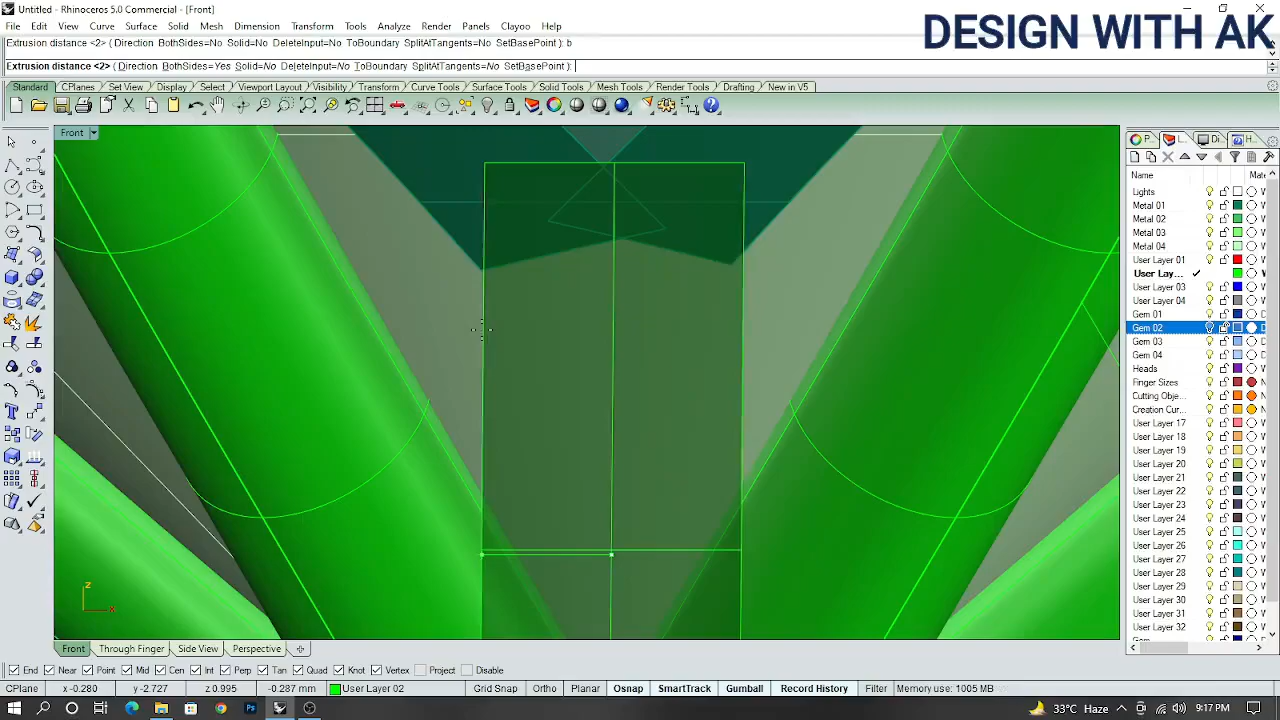 Untitled - Rhinoceros 5.0 Commercial - [Front]
DESIGN WITH AK
File Edit View Curve Surface Solid Mesh Dimension Transform Tools Analyze Render Panels Clayoo Help
Extrusion distance <2> ( Direction BothSides=No Solid=No DeleteInput=No ToBoundary SplitAtTangents=No SetBasePoint ): b
Extrusion distance <2> ( Direction BothSides=Yes Solid=No DeleteInput=No ToBoundary SplitAtTangents=No SetBasePoint ):
Standard CPlanes Set View Display Select Viewport Layout Visibility Transform Curve Tools Surface Tools Solid Tools Mesh Tools Render Tools Drafting New in V5
Front
Name Mate
Lights
Metal 01
Metal 02
Metal 03
Metal 04
User Layer 01
User Lay...
User Layer 03
User Layer 04
Gem 01
Gem 02
Gem 03
Gem 04
Heads
Finger Sizes
Cutting Obje...
Creation Cur...
User Layer 17
User Layer 18
User Layer 19
User Layer 20
User Layer 21
User Layer 22
User Layer 23
User Layer 24
User Layer 25
User Layer 26
User Layer 27
User Layer 28
User Layer 29
User Layer 30
User Layer 31
User Layer 32
z
x
Front Through Finger Side View Perspective
End Near Point Mid Cen Int Perp Tan Quad Knot Vertex Project Disable
CPlane x -0.280 y -2.727 z 0.995 -0.287 mm User Layer 02 Grid Snap Ortho Planar Osnap SmartTrack Gumball Record History Filter Memory use: 1005 MB
33°C Haze 9:17 PM